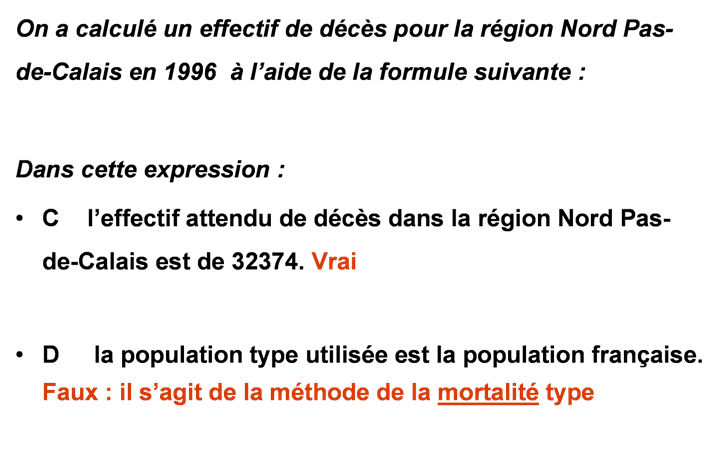 On a calculé un effectif de décès pour la région Nord Pas-
de-Calais en 1996  à l’aide de la formule suivante :
Dans cette expression :
• C l’effectif attendu de décès dans la région Nord Pas-
de-Calais est de 32374. Vrai
• D la population type utilisée est la population française.
Faux : il s’agit de la méthode de la mortalité type